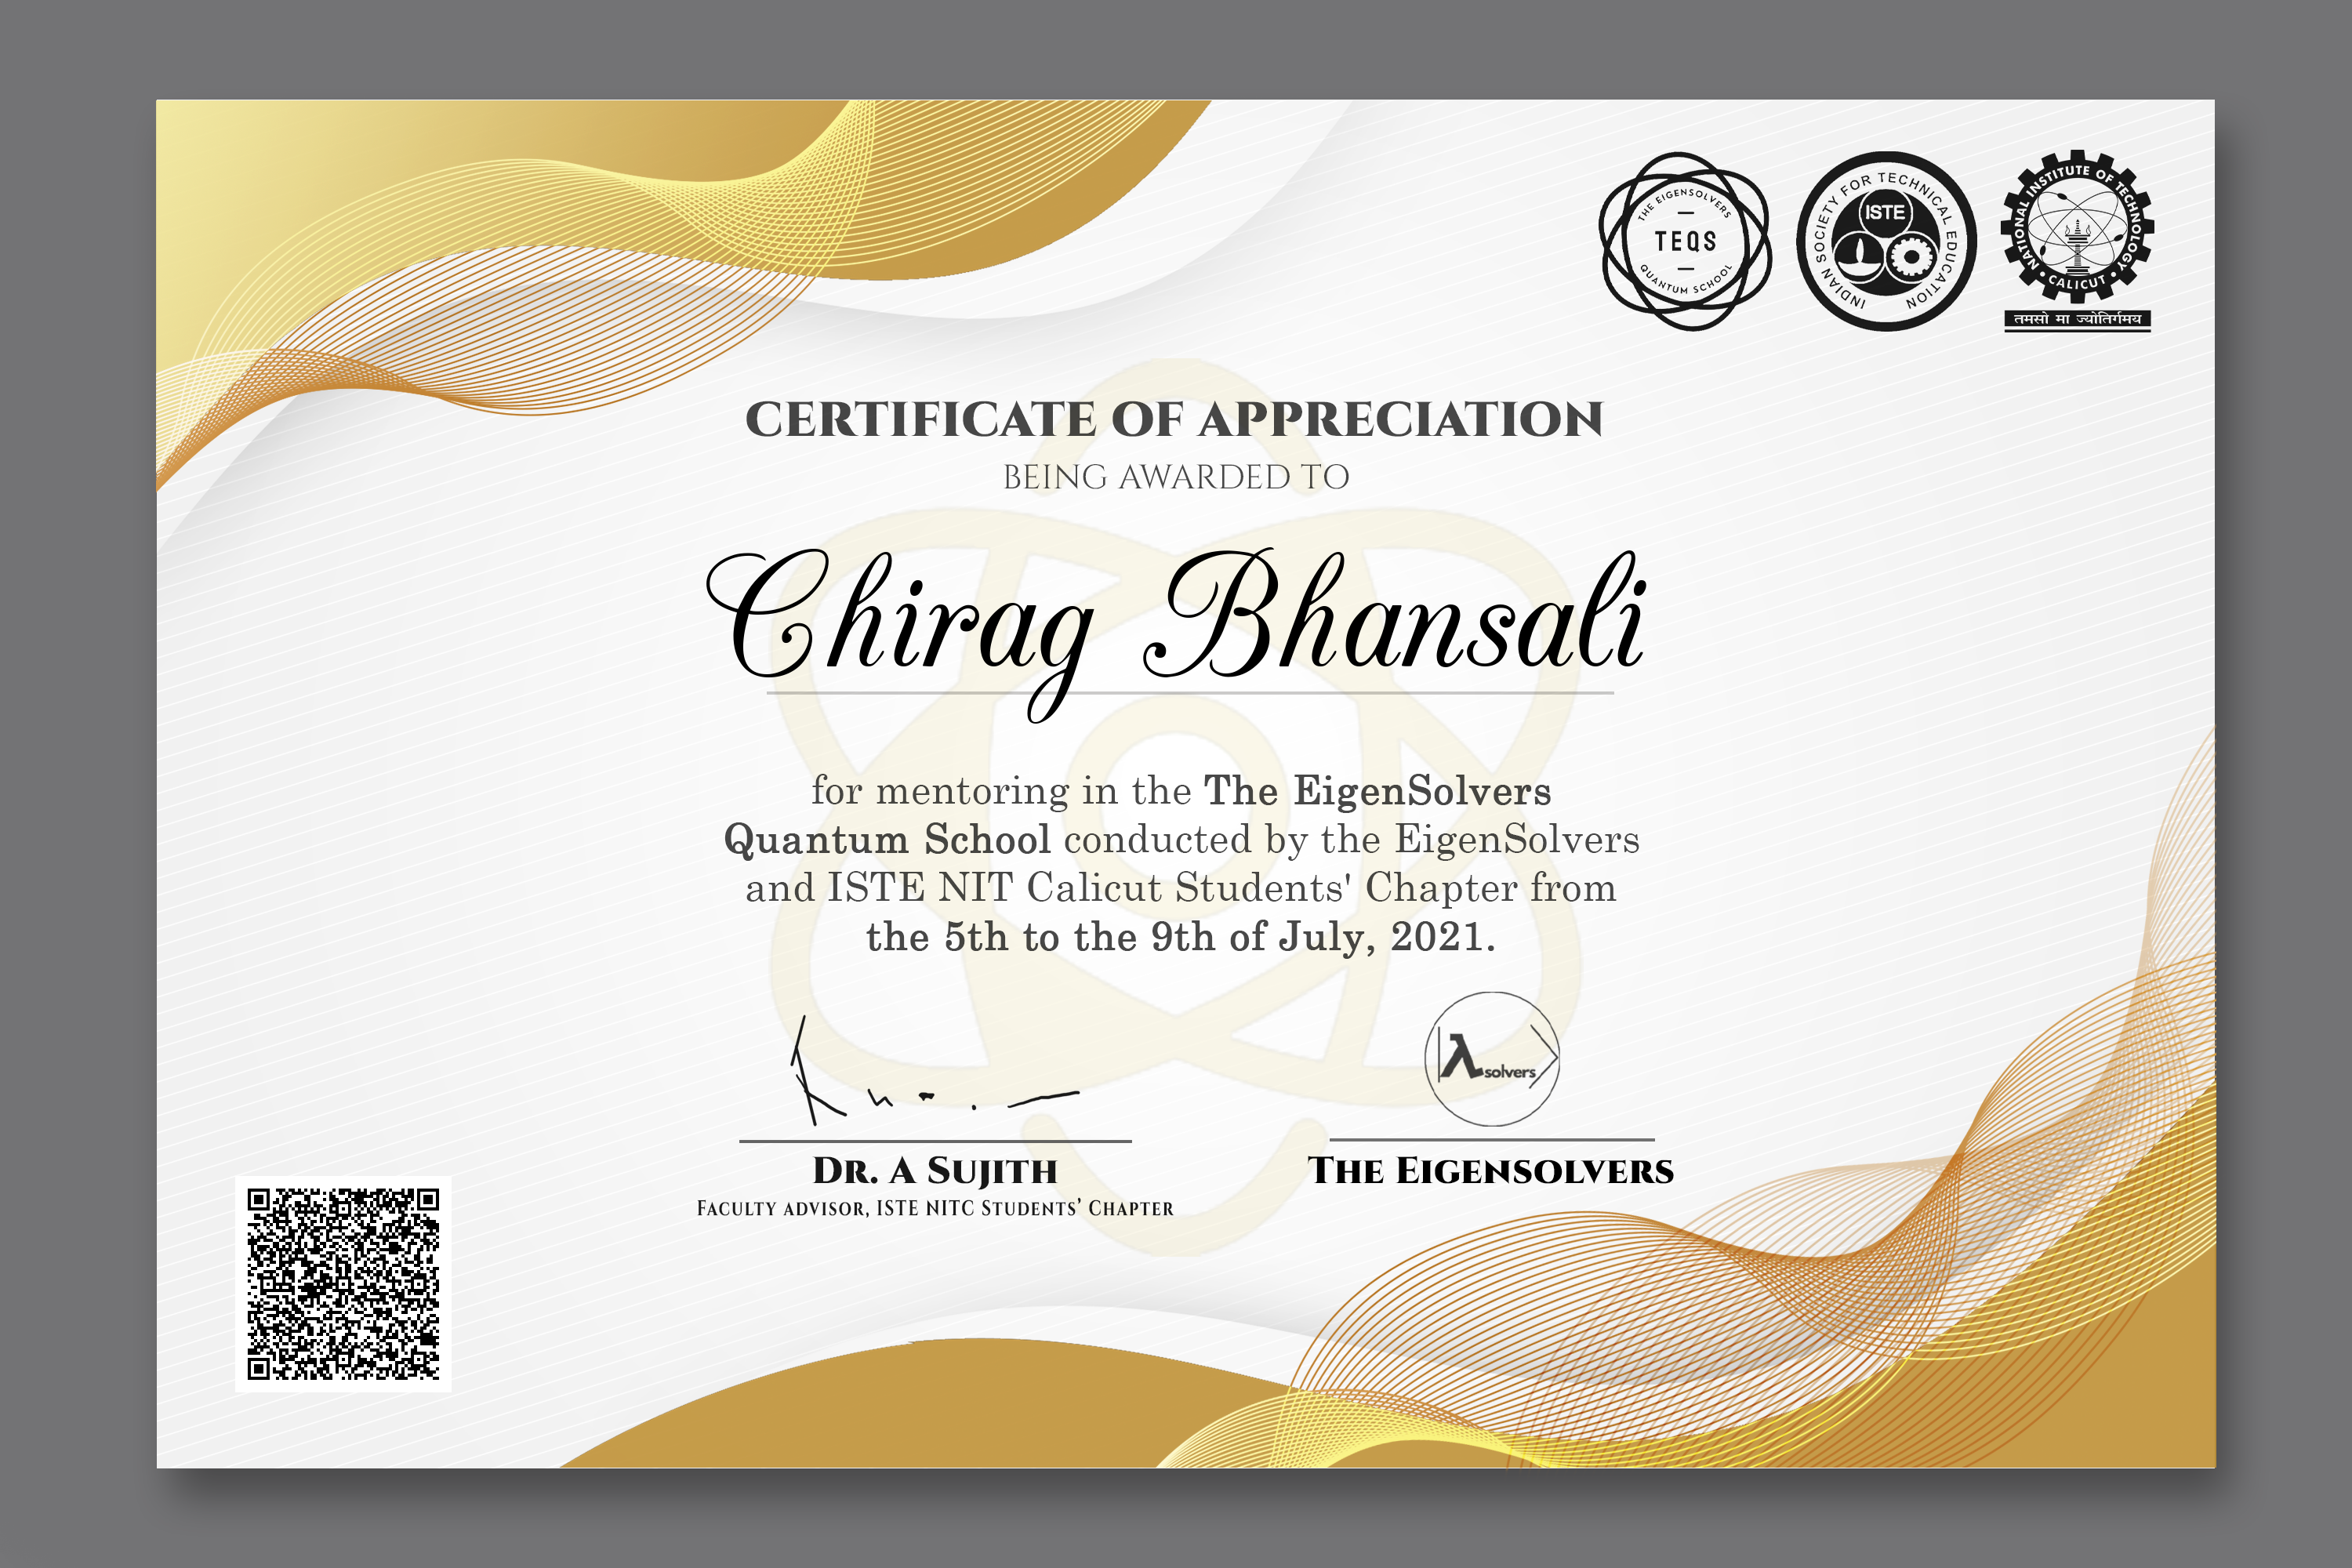 THE EIGENSOLVERS
TEQS
QUANTUM SCHOOL
INDIAN SOCIETY FOR TECHNICAL EDUCATION
ISTE
NATIONAL INSTITUTE OF TECHNOLOGY
CALICUT
तमसो मा ज्योतिर्गमय
CERTIFICATE OF APPRECIATION
BEING AWARDED TO
Chirag Bhansali
for mentoring in the The EigenSolvers
Quantum School conducted by the EigenSolvers
and ISTE NIT Calicut Students' Chapter from
the 5th to the 9th of July, 2021.
|λsolvers⟩
DR. A SUJITH
THE EIGENSOLVERS
FACULTY ADVISOR, ISTE NITC STUDENTS’ CHAPTER